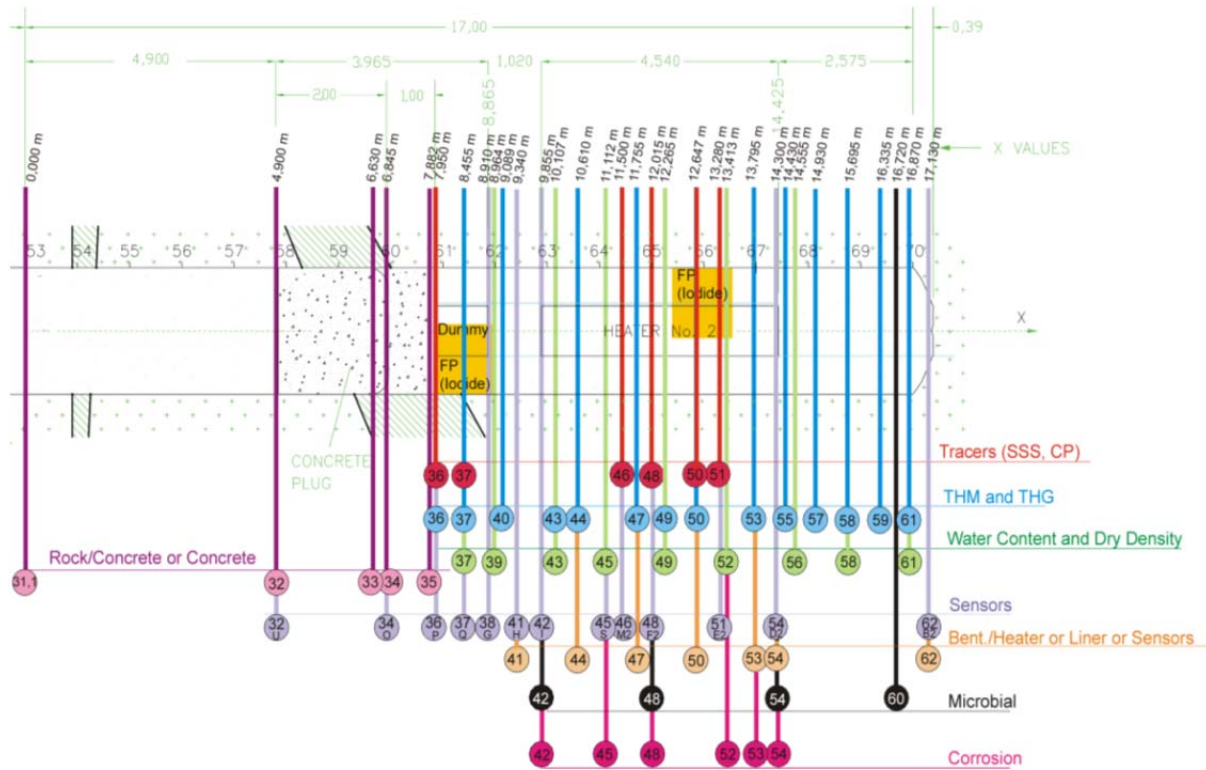 17,00
0,39
4,900
3,965
1,020
4,540
2,575
2,00
1,00
8,865
14,425
X VALUES
0,000 m
4,900 m
6,630 m
6,845 m
7,882 m
7,950 m
8,455 m
8,910 m
8,964 m
9,089 m
9,340 m
9,855 m
10,107 m
10,610 m
11,112 m
11,500 m
11,755 m
12,015 m
12,265 m
12,647 m
13,280 m
13,413 m
13,795 m
14,300 m
14,430 m
14,555 m
14,930 m
15,695 m
16,335 m
16,720 m
16,870 m
17,130 m
53 54 55 56 57 58 59 60 61 62 63 64 65 66 67 68 69 70
FP
(Iodide)
Dummy
HEATER No. 2
X
FP
(Iodide)
CONCRETE
PLUG
Tracers (SSS, CP)
36 37 46 48 50 51
THM and THG
36 37 40 43 44 47 49 50 53 55 57 58 59 61
Water Content and Dry Density
37 39 43 45 49 52 56 58 61
Rock/Concrete or Concrete
31,1 32 33 34 35
Sensors
32 34 36 37 38 41 42 45 46 48 51 54 62
U O P Q G H I S M2 F2 E2 D2 B2
Bent./Heater or Liner or Sensors
41 44 47 50 53 54 62
Microbial
42 48 54 60
Corrosion
42 45 48 52 53 54